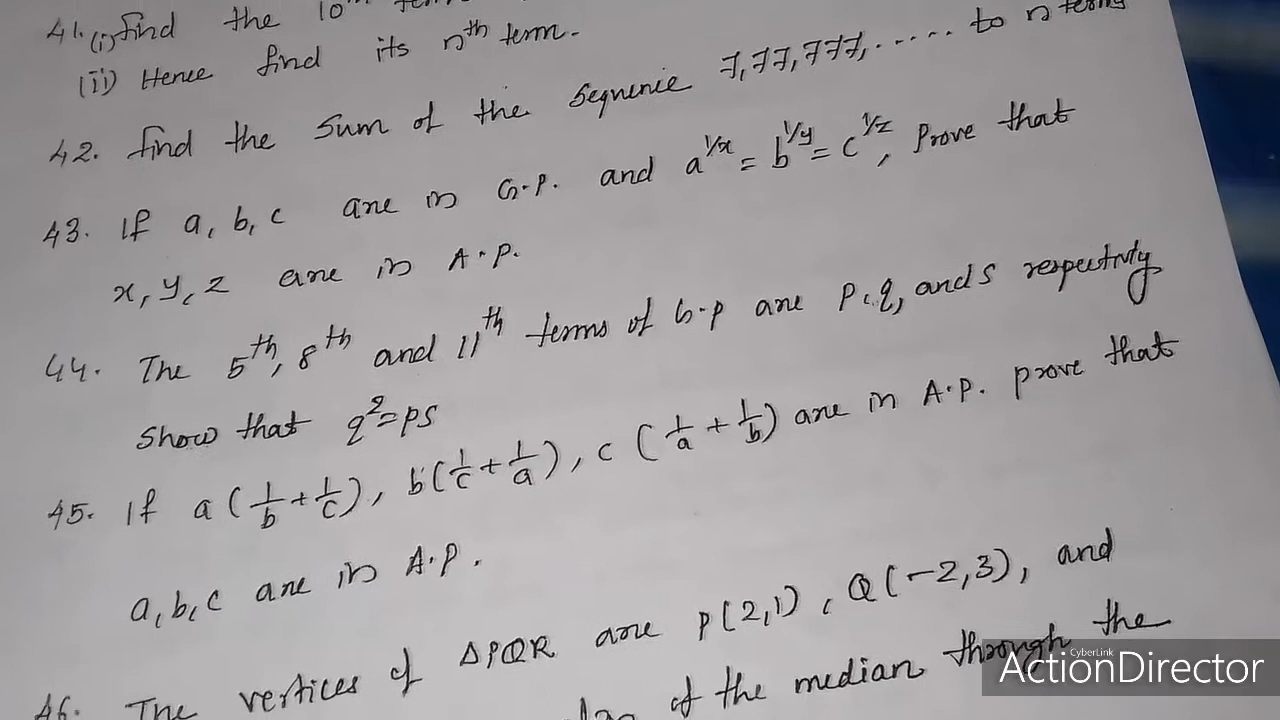 41. (i) find the 10th
(ii) Hence find its nth term.
42. find the sum of the sequence 7, 77, 777, ..... to n terms
43. If a, b, c are in G.P. and a^1/x = b^1/y = c^1/z, Prove that
x, y, z are in A.P.
44. The 5th, 8th and 11th terms of G.P are P, q, and s respectively
show that q²=ps
45. If a (1/b + 1/c), b(1/c + 1/a), c (1/a + 1/b) are in A.P. prove that
a, b, c are in A.P.
46. The vertices of ΔPQR are P(2,1), Q(-2,3), and
of the median through the
CyberLink
ActionDirector